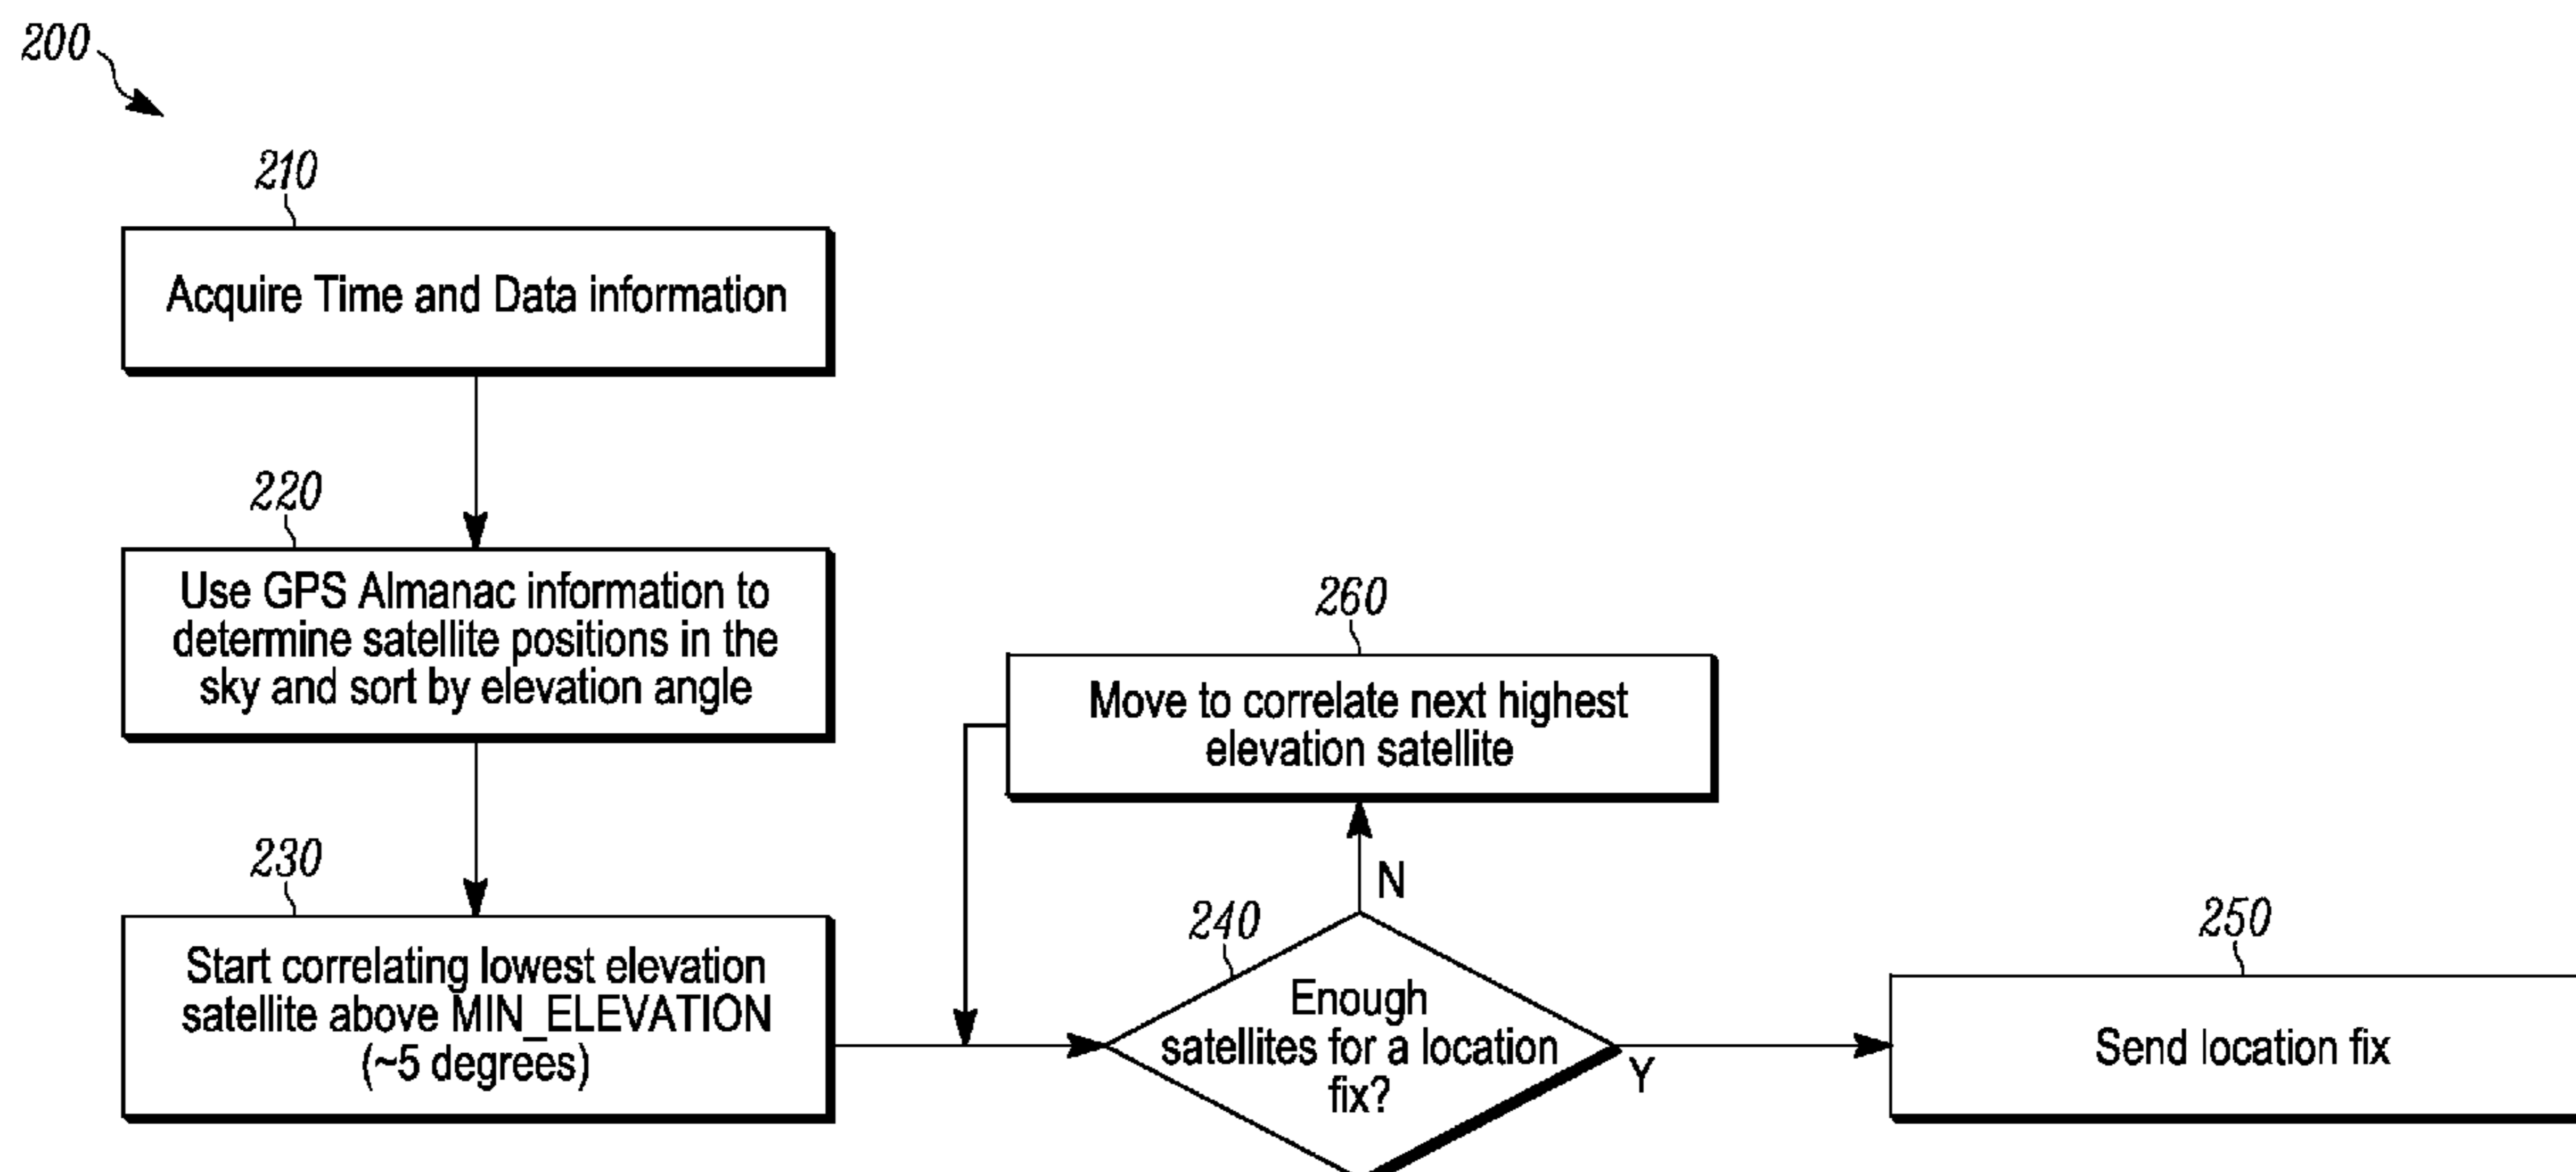 200
210
Acquire Time and Data information
220
Use GPS Almanac information to
determine satellite positions in the
sky and sort by elevation angle
230
Start correlating lowest elevation
satellite above MIN_ELEVATION
(~5 degrees)
260
Move to correlate next highest
elevation satellite
N
240
Enough
satellites for a location
fix?
Y
250
Send location fix